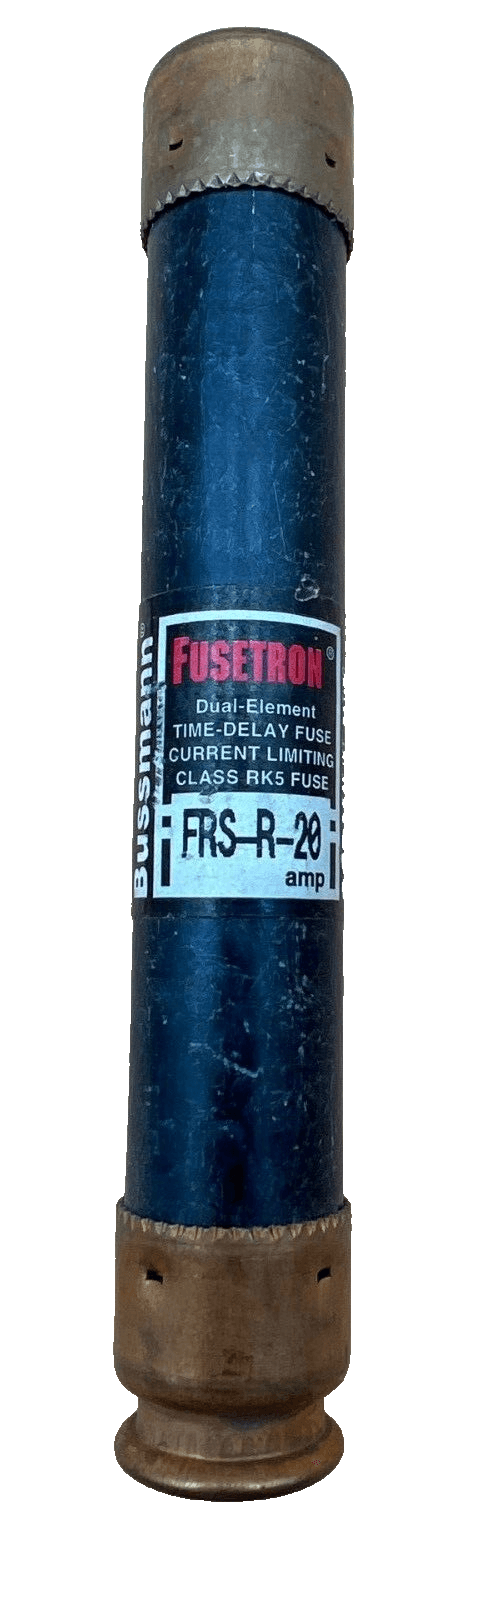 Bussmann®
FUSETRON®
Dual-Element
TIME-DELAY FUSE
CURRENT LIMITING
CLASS RK5 FUSE
FRS-R-20
amp